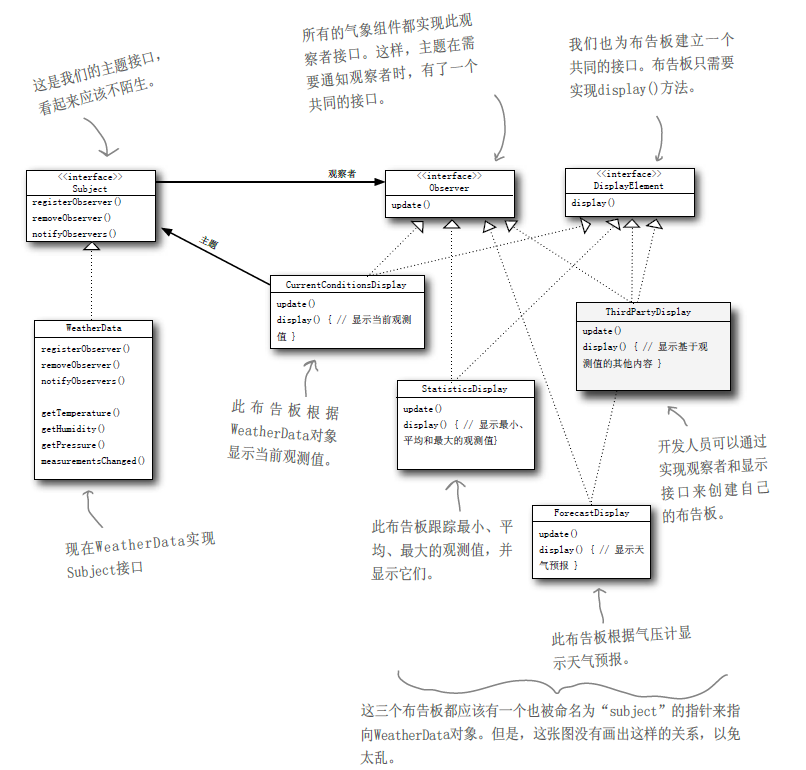 这是我们的主题接口，
看起来应该不陌生。
所有的气象组件都实现此观
察者接口。这样，主题在需
要通知观察者时，有了一个
共同的接口。
我们也为布告板建立一个
共同的接口。布告板只需要
实现display()方法。
<<interface>>
Subject
registerObserver()
removeObserver()
notifyObservers()
观察者
<<interface>>
Observer
update()
<<interface>>
DisplayElement
display()
主题
WeatherData
registerObserver()
removeObserver()
notifyObservers()
getTemperature()
getHumidity()
getPressure()
measurementsChanged()
CurrentConditionsDisplay
update()
display() { // 显示当前观测
值 }
StatisticsDisplay
update()
display() { // 显示最小、
平均和最大的观测值}
ThirdPartyDisplay
update()
display() { // 显示基于观
测值的其他内容 }
ForecastDisplay
update()
display() { // 显示天
气预报 }
此布告板根据
WeatherData对象
显示当前观测值。
开发人员可以通过
实现观察者和显示
接口来创建自己
的布告板。
现在WeatherData实现
Subject接口
此布告板跟踪最小、平
均、最大的观测值，并
显示它们。
此布告板根据气压计显
示天气预报。
这三个布告板都应该有一个也被命名为“subject”的指针来指
向WeatherData对象。但是，这张图没有画出这样的关系，以免
太乱。